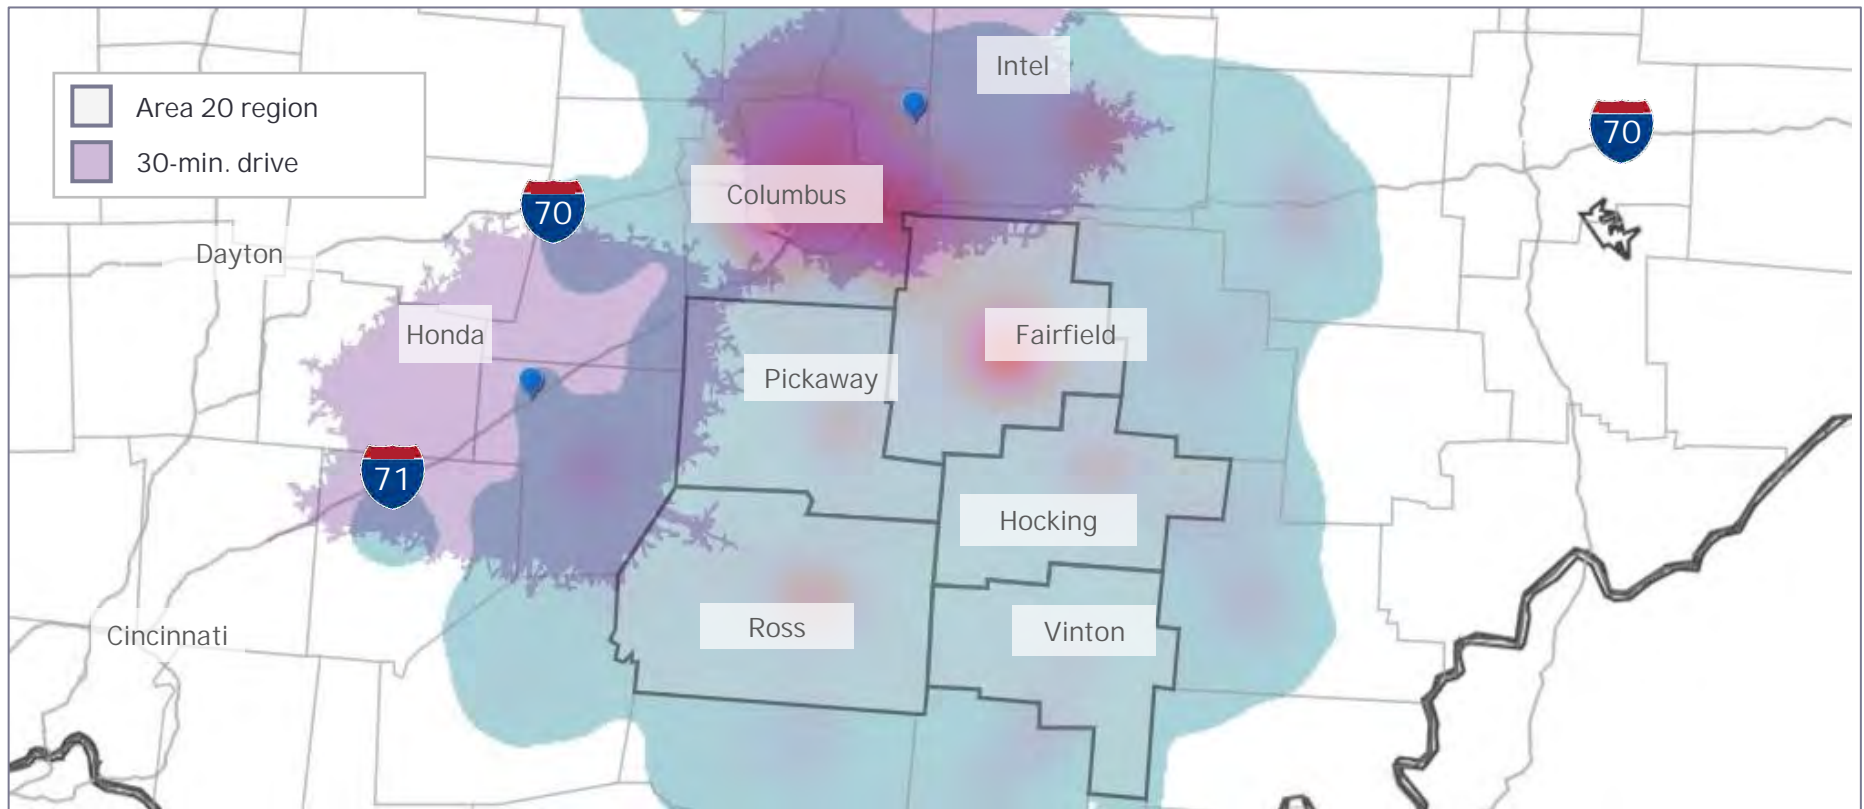 Intel
Area 20 region
70
30-min. drive
Columbus
70
Dayton
Honda
Fairfield
Pickaway
71
Hocking
Ross
Vinton
Cincinnati